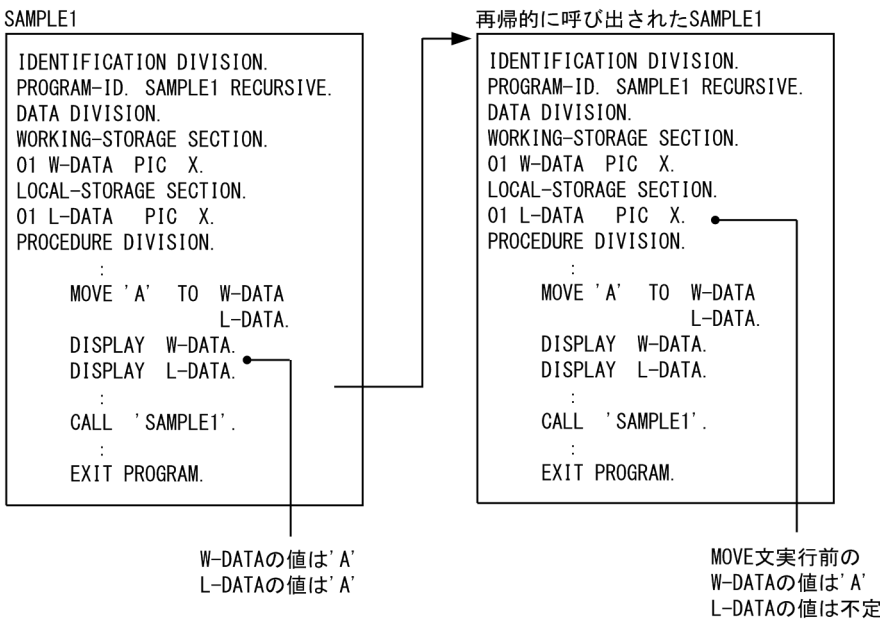 SAMPLE1
IDENTIFICATION DIVISION.
PROGRAM-ID. SAMPLE1 RECURSIVE.
DATA DIVISION.
WORKING-STORAGE SECTION.
01 W-DATA PIC X.
LOCAL-STORAGE SECTION.
01 L-DATA PIC X.
PROCEDURE DIVISION.
:
MOVE 'A' TO W-DATA
L-DATA.
DISPLAY W-DATA.
DISPLAY L-DATA.
:
CALL 'SAMPLE1'.
:
EXIT PROGRAM.
W-DATAの値は'A'
L-DATAの値は'A'
再帰的に呼び出されたSAMPLE1
IDENTIFICATION DIVISION.
PROGRAM-ID. SAMPLE1 RECURSIVE.
DATA DIVISION.
WORKING-STORAGE SECTION.
01 W-DATA PIC X.
LOCAL-STORAGE SECTION.
01 L-DATA PIC X.
PROCEDURE DIVISION.
:
MOVE 'A' TO W-DATA
L-DATA.
DISPLAY W-DATA.
DISPLAY L-DATA.
:
CALL 'SAMPLE1'.
:
EXIT PROGRAM.
MOVE文実行前の
W-DATAの値は'A'
L-DATAの値は不定